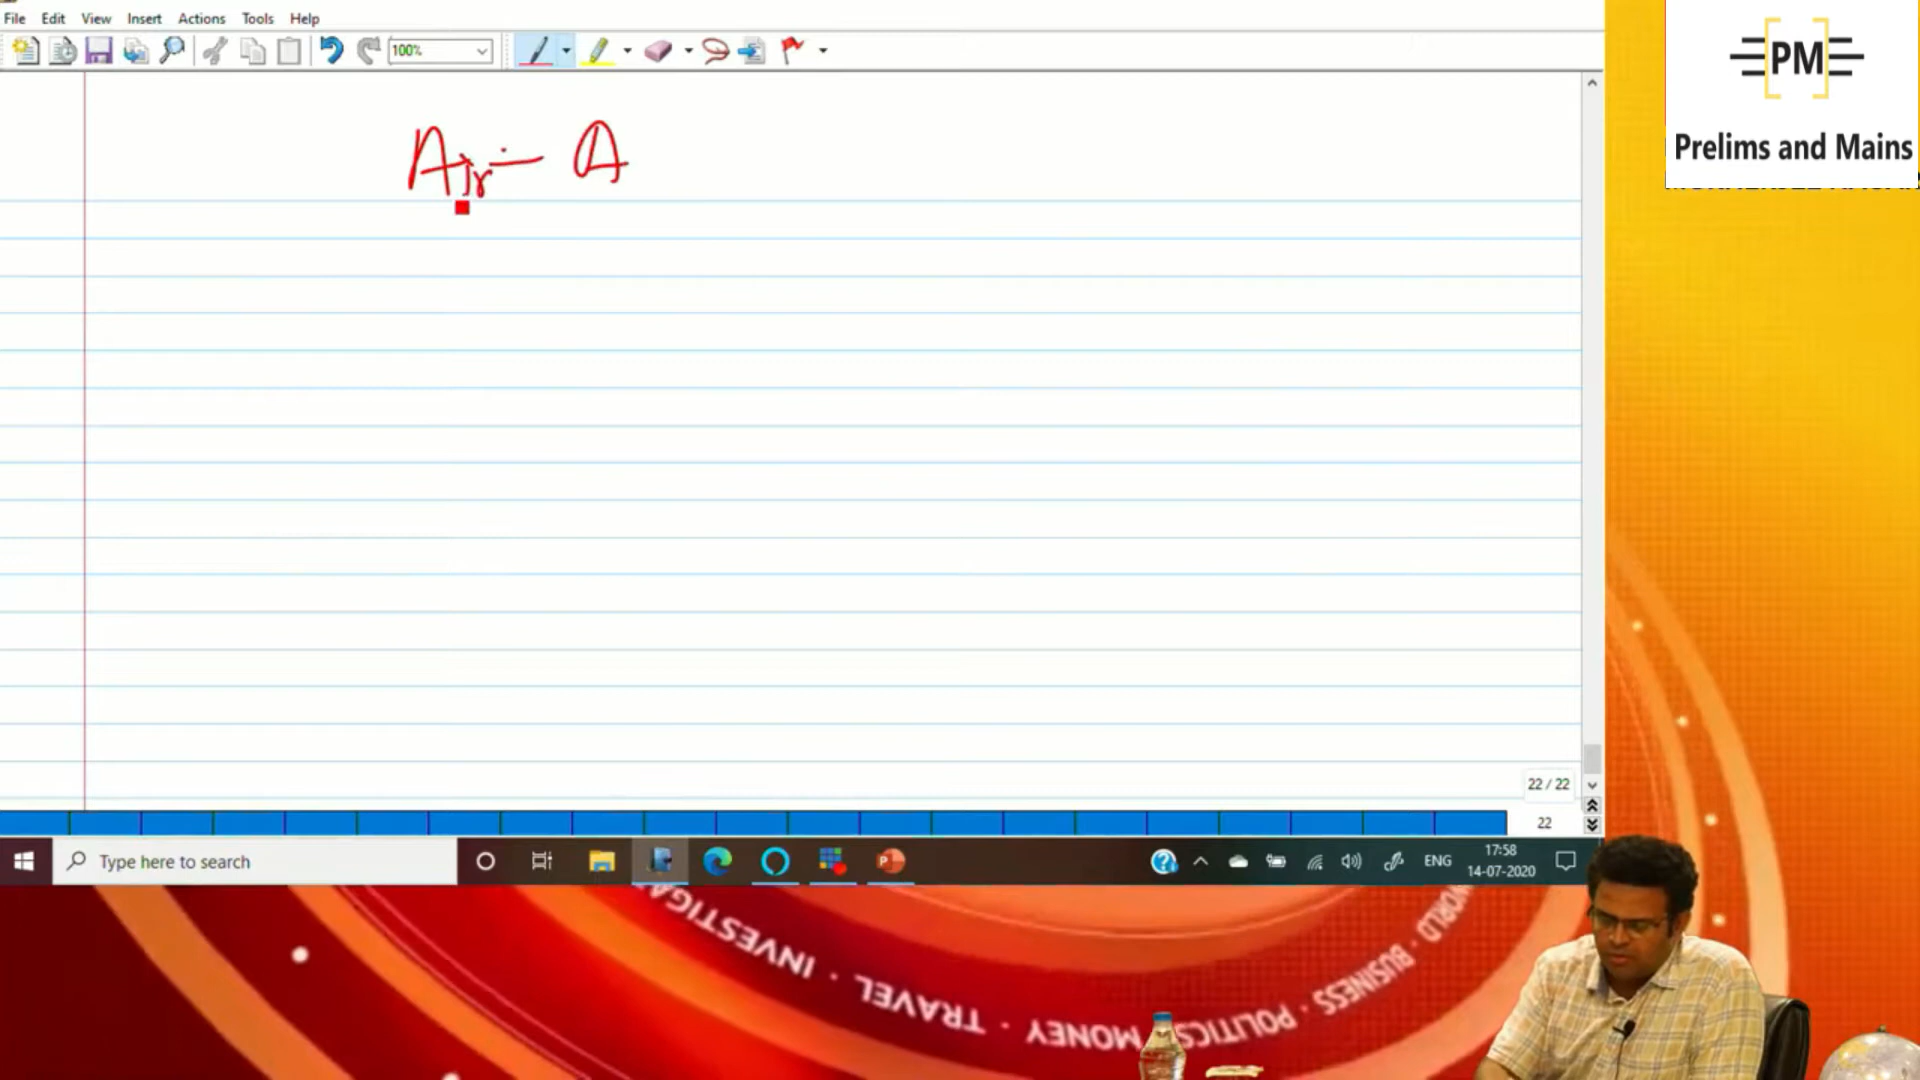 File Edit View Insert Actions Tools Help
PM
100%
Prelims and Mains
Air - A
22 / 22
22
Type here to search
ENG
17:58
14-07-2020
WORLD · BUSINESS · POLITICS · MONEY · TRAVEL · INVESTIGA